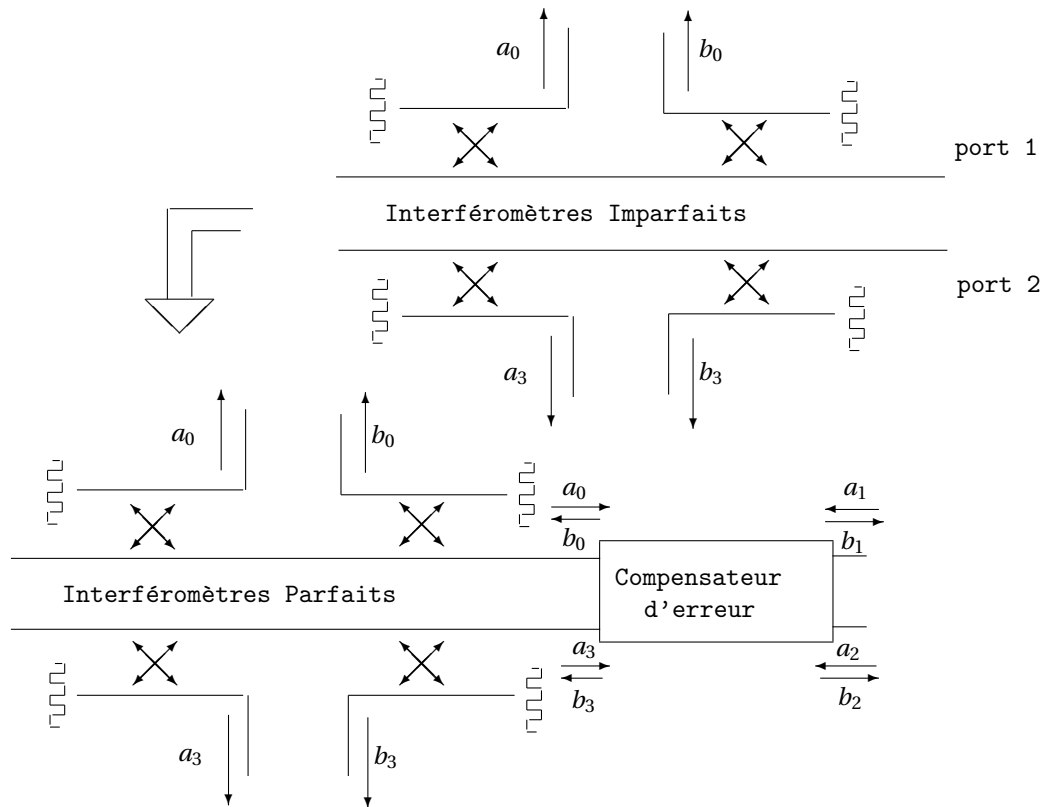 a0 b0
port 1
Interféromètres Imparfaits
port 2
a3 b3
a0 b0
a0 a1
b0 b1
Compensateur
d'erreur
Interféromètres Parfaits
a3 a2
b3 b2
a3 b3